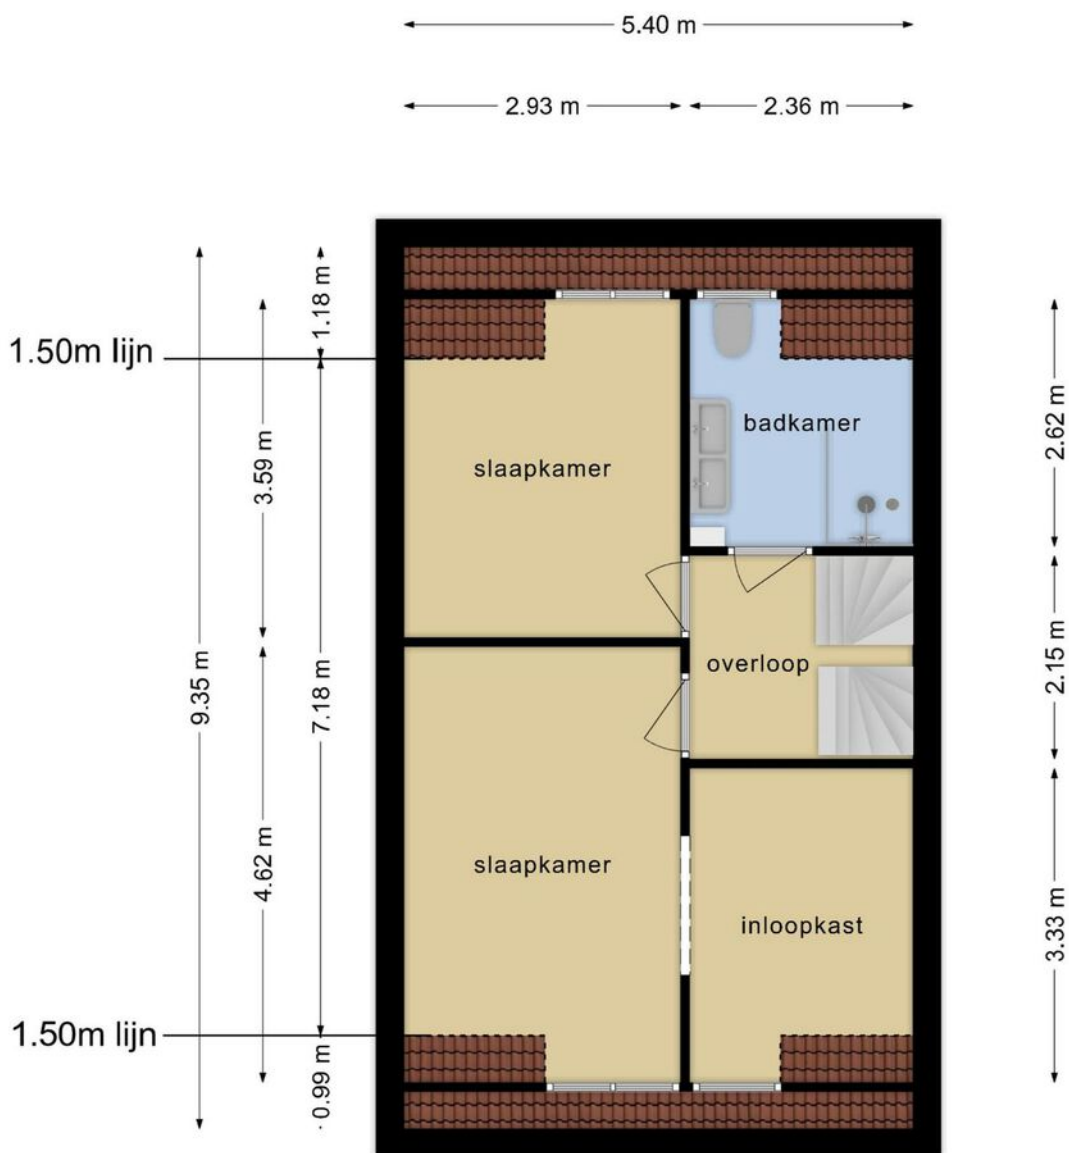 5.40 m
2.93 m
2.36 m
1.18 m
1.50m lijn
3.59 m
2.62 m
badkamer
slaapkamer
9.35 m
7.18 m
2.15 m
overloop
4.62 m
slaapkamer
inloopkast
3.33 m
1.50m lijn
0.99 m